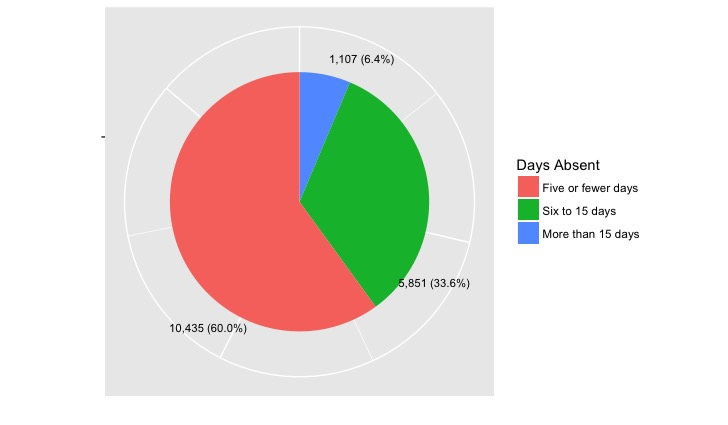 1,107 (6.4%)
Days Absent
Five or fewer days
Six to 15 days
More than 15 days
5,851 (33.6%)
10,435 (60.0%)